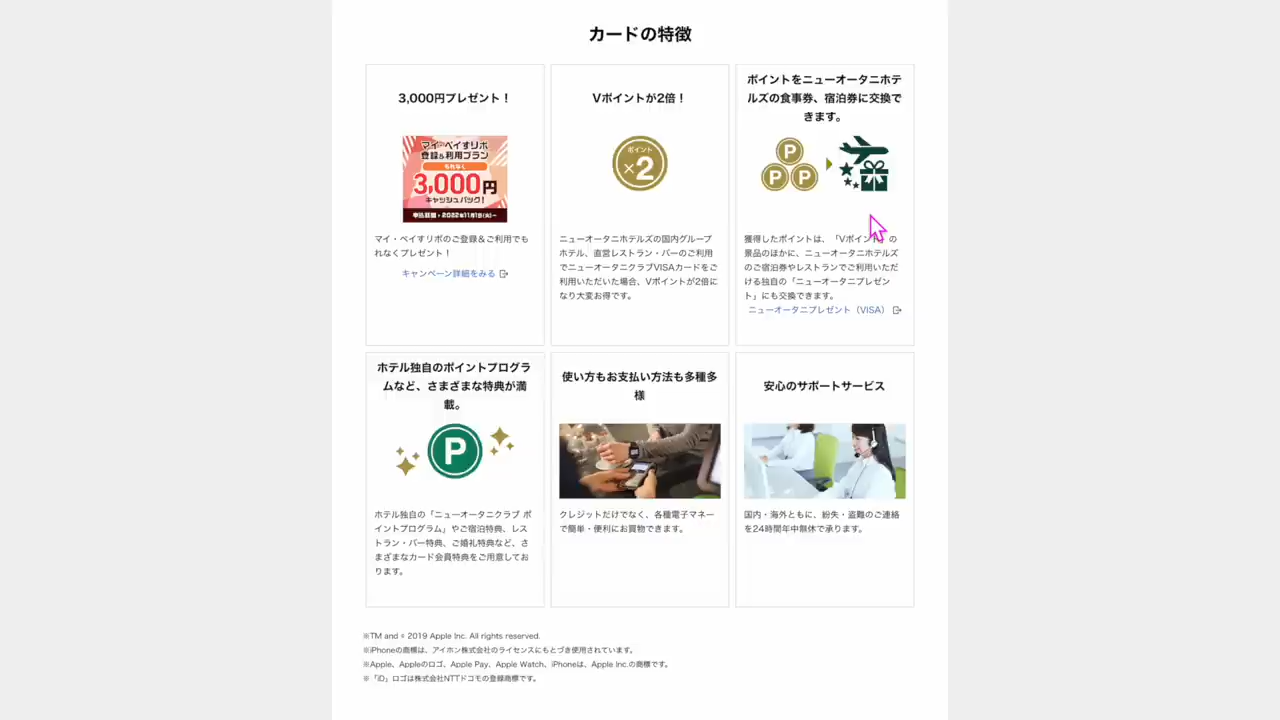 カードの特徴
3,000円プレゼント！
マイ・ペイすリボ
登録&利用プラン
もれなく
3,000円
キャッシュバック！
申込期間・2022年11月1日(火)～
マイ・ペイすリボのご登録＆ご利用でも
れなくプレゼント！
キャンペーン詳細をみる
Vポイントが2倍！
ポイント
×2
ニューオータニホテルズの国内グループ
ホテル、直営レストラン・バーのご利用
でニューオータニクラブVISAカードをご
利用いただいた場合、Vポイントが2倍に
なり大変お得です。
ポイントをニューオータニホテ
ルズの食事券、宿泊券に交換で
きます。
P
P P
獲得したポイントは、「Vポイント」の
景品のほかに、ニューオータニホテルズ
のご宿泊券やレストランでご利用いただ
ける独自の「ニューオータニプレゼン
ト」にも交換できます。
ニューオータニプレゼント（VISA）
ホテル独自のポイントプログラ
ムなど、さまざまな特典が満
載。
P
ホテル独自の「ニューオータニクラブ ポ
イントプログラム」やご宿泊特典、レス
トラン・バー特典、ご婚礼特典など、さ
まざまなカード会員特典をご用意してお
ります。
使い方もお支払い方法も多種多
様
クレジットだけでなく、各種電子マネー
で簡単・便利にお買物できます。
安心のサポートサービス
国内・海外ともに、紛失・盗難のご連絡
を24時間年中無休で承ります。
※TM and © 2019 Apple Inc. All rights reserved.
※iPhoneの商標は、アイホン株式会社のライセンスにもとづき使用されています。
※Apple、Appleのロゴ、Apple Pay、Apple Watch、iPhoneは、Apple Inc.の商標です。
※「iD」ロゴは株式会社NTTドコモの登録商標です。